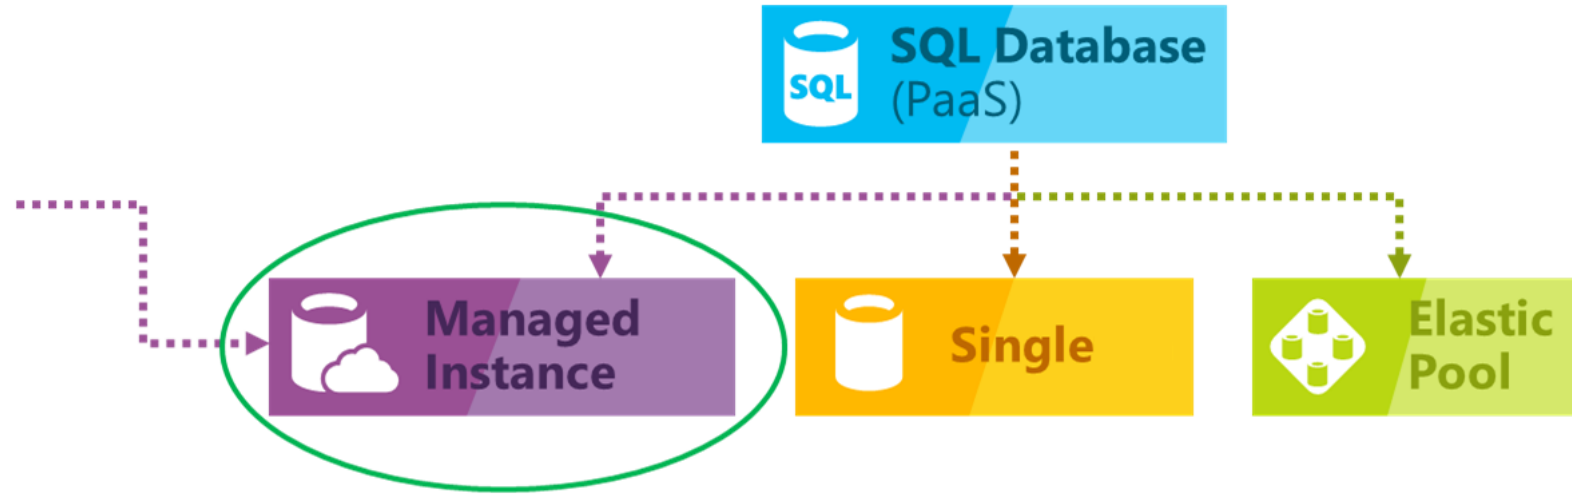 SQL
SQL Database
(PaaS)
Managed
Instance
Single
Elastic
Pool